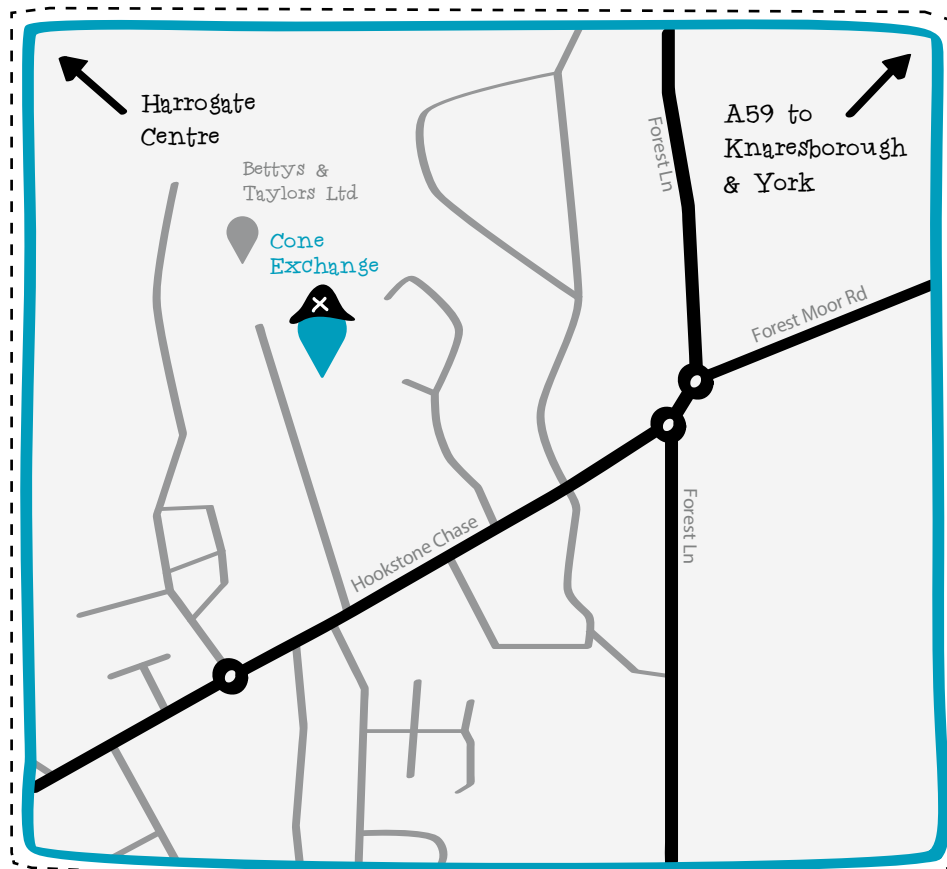 Harrogate
Centre
A59 to
Knaresborough
& York
Forest Ln
Bettys &
Taylors Ltd
Cone
Exchange
Forest Moor Rd
Hookstone Chase
Forest Ln